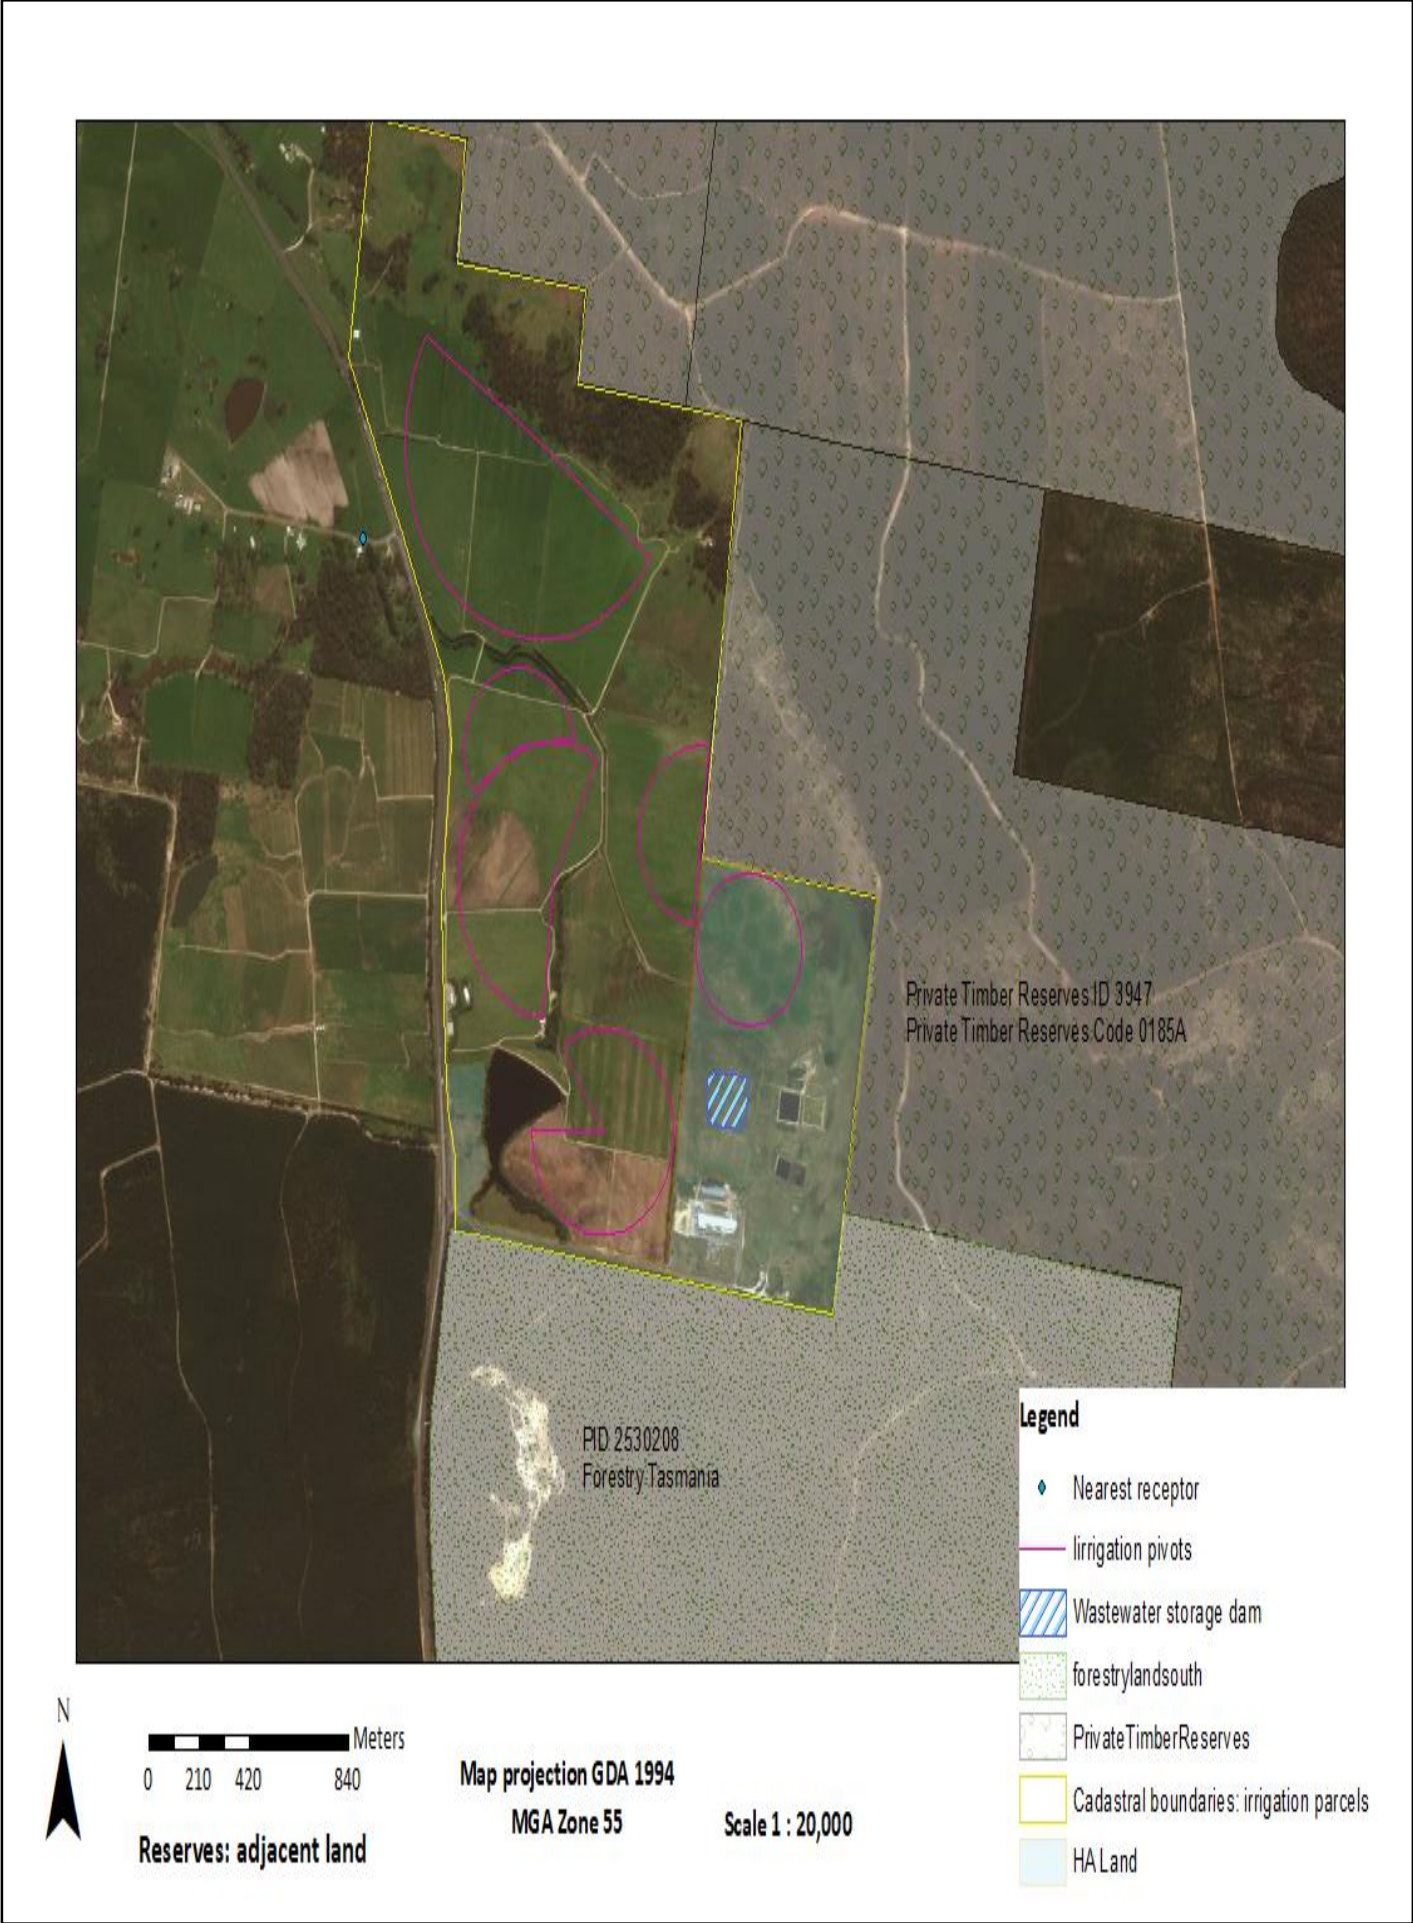 Private Timber Reserves ID 3947
Private Timber Reserves Code 0185A
PID 2530208
Forestry Tasmania
Legend
Nearest receptor
Iirrigation pivots
Wastewater storage dam
forestrylandsouth
PrivateTimberReserves
Cadastral boundaries: irrigation parcels
HA Land
N
Meters
0 210 420 840
Reserves: adjacent land
Map projection GDA 1994
MGA Zone 55
Scale 1 : 20,000